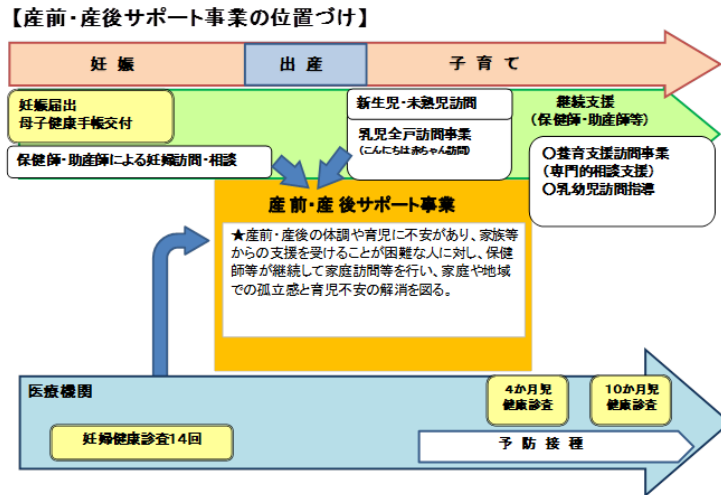 【産前・産後サポート事業の位置づけ】
妊 娠
出 産
子 育 て
妊娠届出
母子健康手帳交付
新生児・未熟児訪問
継続支援
(保健師・助産師等)
乳児全戸訪問事業
(こんにちは赤ちゃん訪問)
保健師・助産師による妊婦訪問・相談
○養育支援訪問事業
(専門的相談支援)
○乳幼児訪問指導
産前・産後サポート事業
★産前・産後の体調や育児に不安があり、家族等
からの支援を受けることが困難な人に対し、保健
師等が継続して家庭訪問等を行い、家庭や地域
での孤立感と育児不安の解消を図る。
医療機関
4か月児
健康診査
10か月児
健康診査
妊婦健康診査14回
予 防 接 種